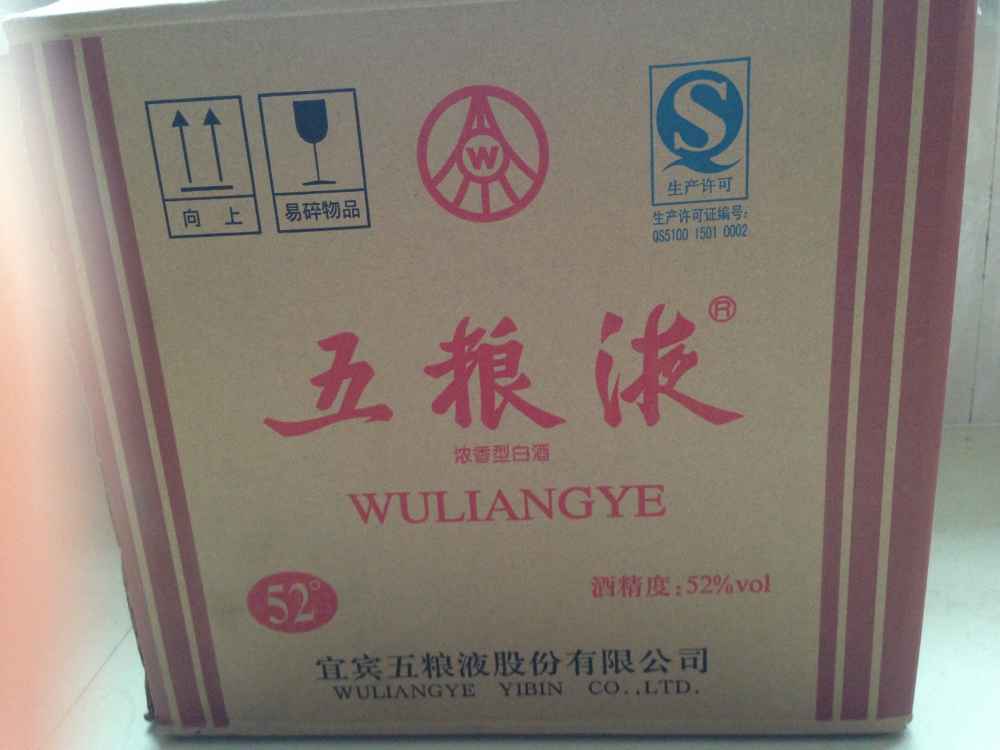 向 上
易碎物品
W
S
生产许可
生产许可证编号:
QS5100 1501 0002
五粮液®
浓香型白酒
WULIANGYE
52°
酒精度:52%vol
宜宾五粮液股份有限公司
WULIANGYE YIBIN CO.,LTD.